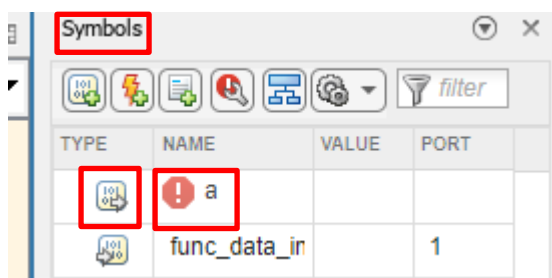 Symbols
filter
TYPE NAME VALUE PORT
a
func_data_in 1